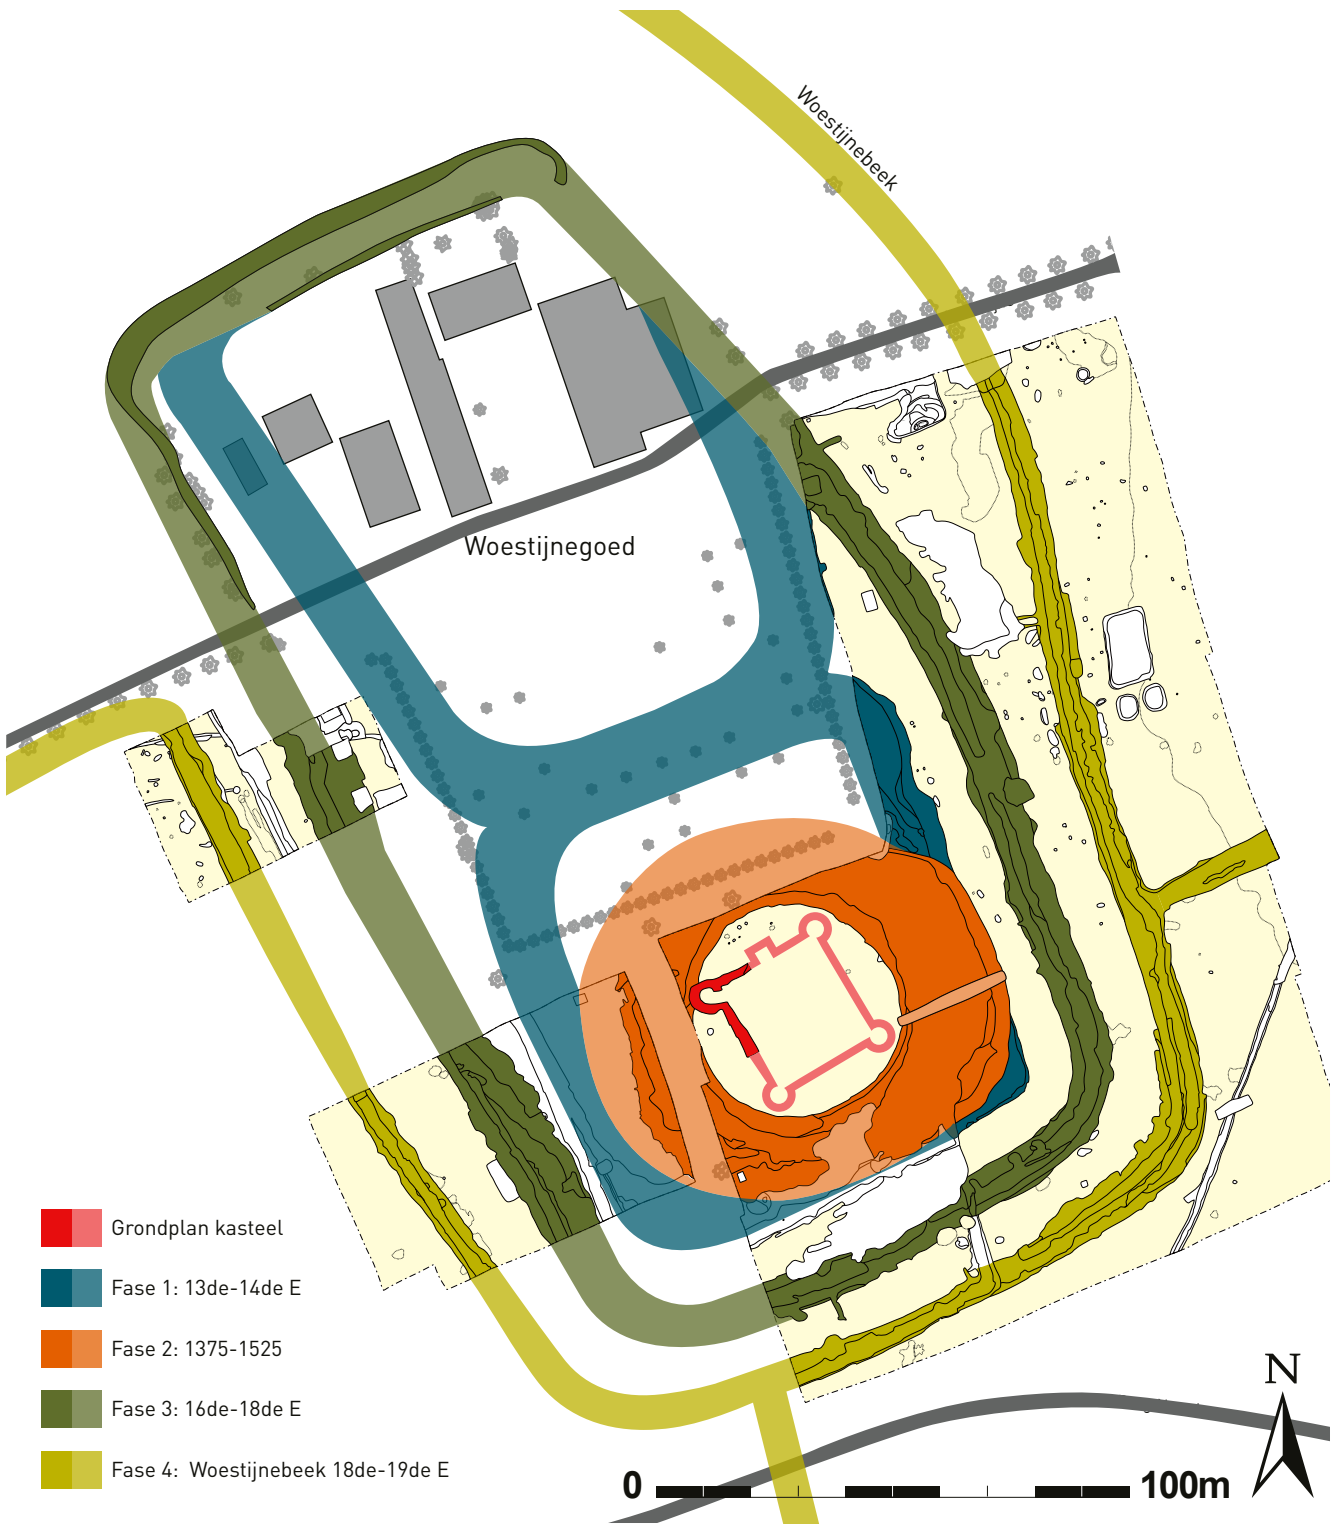 Woestijnebeek
Woestijnegoed
Grondplan kasteel
Fase 1: 13de-14de E
Fase 2: 1375-1525
Fase 3: 16de-18de E
Fase 4: Woestijnebeek 18de-19de E
N
0 100m